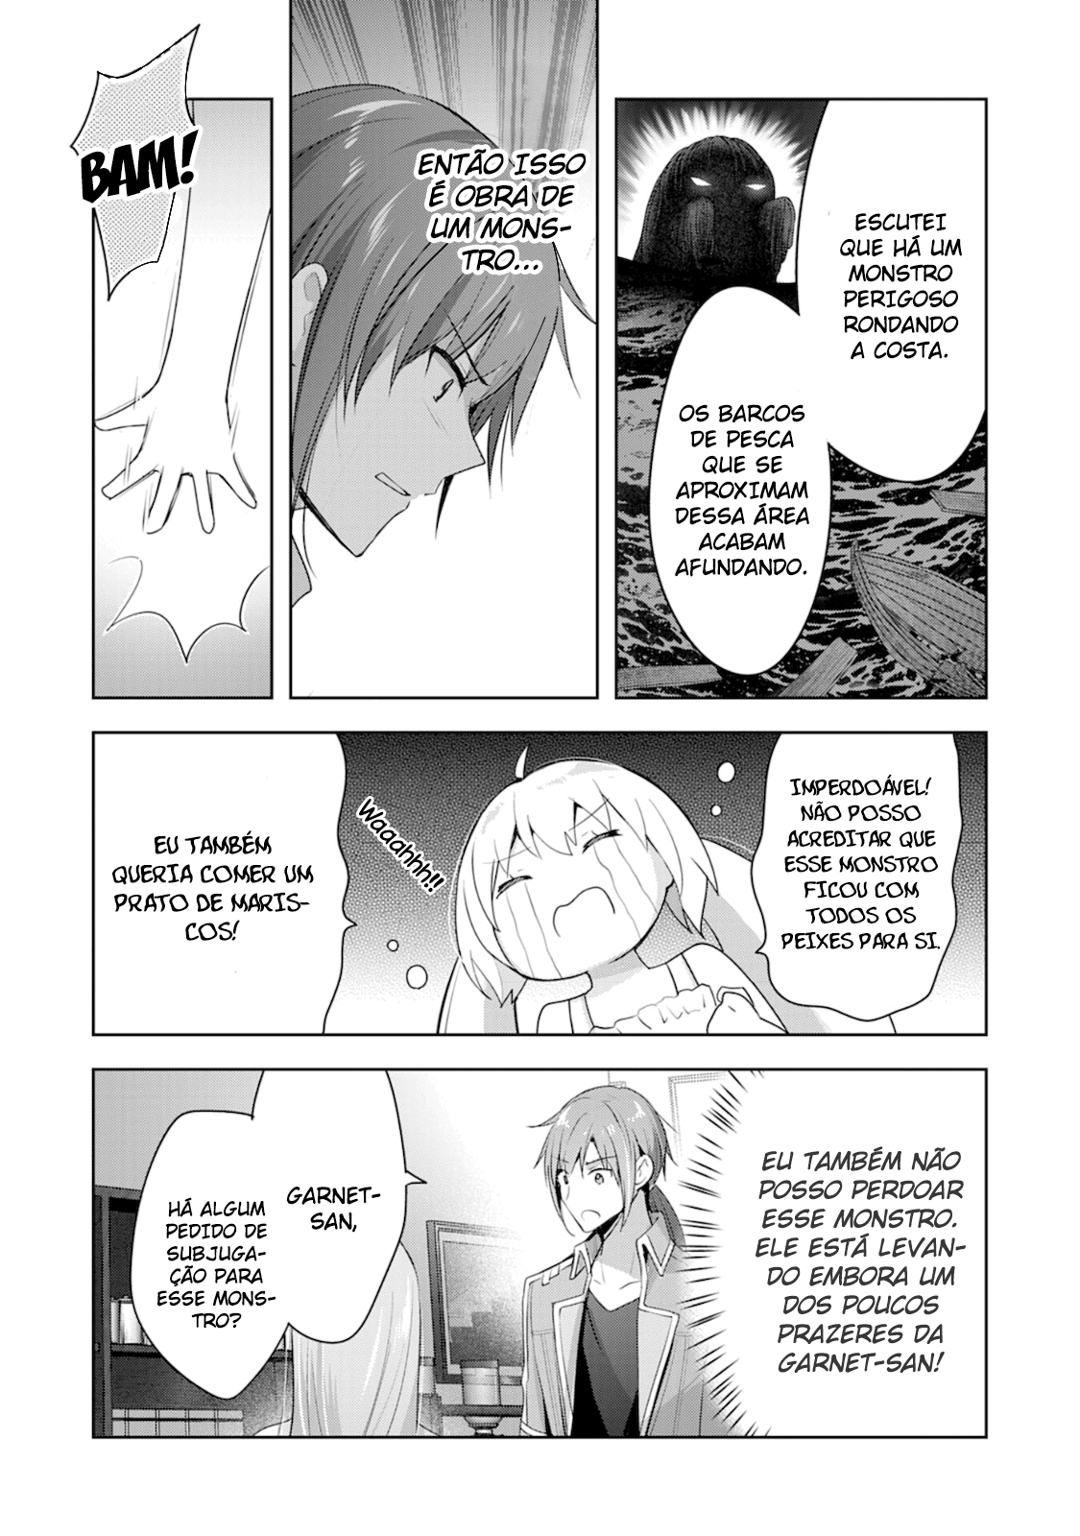 ESCUTEI
QUE HÁ UM
MONSTRO
PERIGOSO
RONDANDO
A COSTA.
OS BARCOS
DE PESCA
QUE SE
APROXIMAM
DESSA ÁREA
ACABAM
AFUNDANDO.
ENTÃO ISSO
É OBRA DE
UM MONS-
TRO...
BAM!
IMPERDOÁVEL!
NÃO POSSO
ACREDITAR QUE
ESSE MONSTRO
FICOU COM
TODOS OS
PEIXES PARA SI.
Waaahhh!!
EU TAMBÉM
QUERIA COMER UM
PRATO DE MARIS-
COS!
EU TAMBÉM NÃO
POSSO PERDOAR
ESSE MONSTRO.
ELE ESTÁ LEVAN-
DO EMBORA UM
DOS POUCOS
PRAZERES DA
GARNET-SAN!
GARNET-
SAN,
HÁ ALGUM
PEDIDO DE
SUBJUGA-
ÇÃO PARA
ESSE MONS-
TRO?